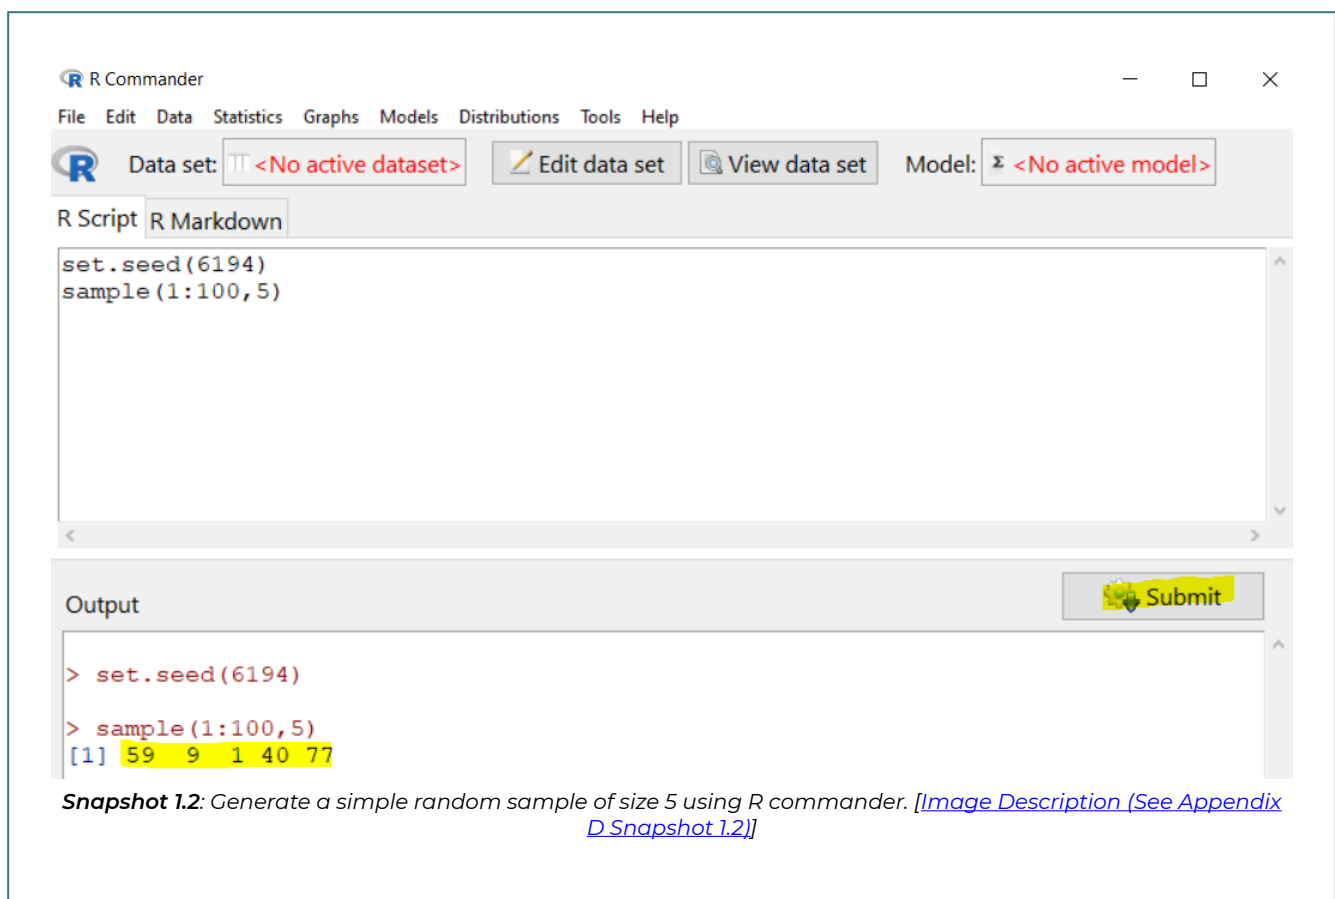 R Commander
File Edit Data Statistics Graphs Models Distributions Tools Help
R Data set: <No active dataset> Edit data set View data set Model: Σ <No active model>
R Script R Markdown
set.seed(6194)
sample(1:100,5)
Output Submit
> set.seed(6194)
> sample(1:100,5)
[1] 59 9 1 40 77
Snapshot 1.2: Generate a simple random sample of size 5 using R commander. [Image Description (See Appendix
D Snapshot 1.2)]